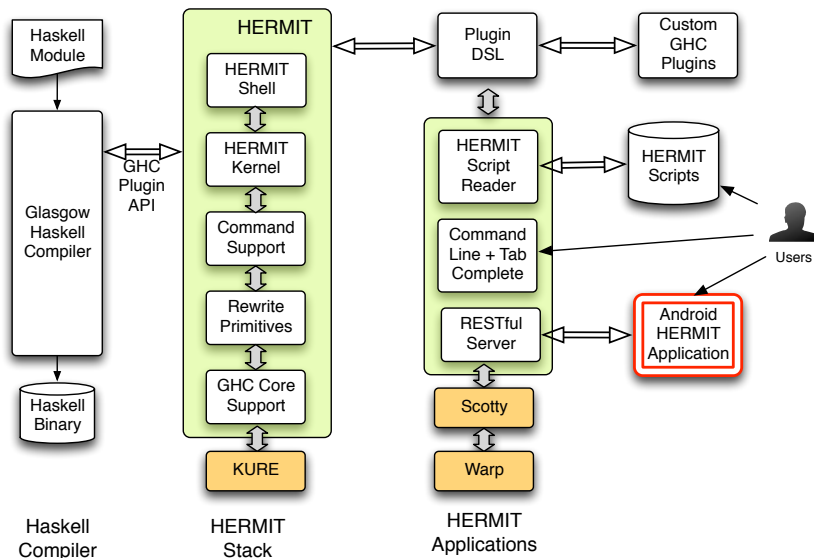 Haskell
Module
GHC
Plugin
API
Glasgow
Haskell
Compiler
Haskell
Binary
Haskell
Compiler
HERMIT
HERMIT
Shell
HERMIT
Kernel
Command
Support
Rewrite
Primitives
GHC Core
Support
KURE
HERMIT
Stack
Plugin
DSL
HERMIT
Script
Reader
Command
Line + Tab
Complete
RESTful
Server
Scotty
Warp
HERMIT
Applications
Custom
GHC
Plugins
HERMIT
Scripts
Users
Android
HERMIT
Application